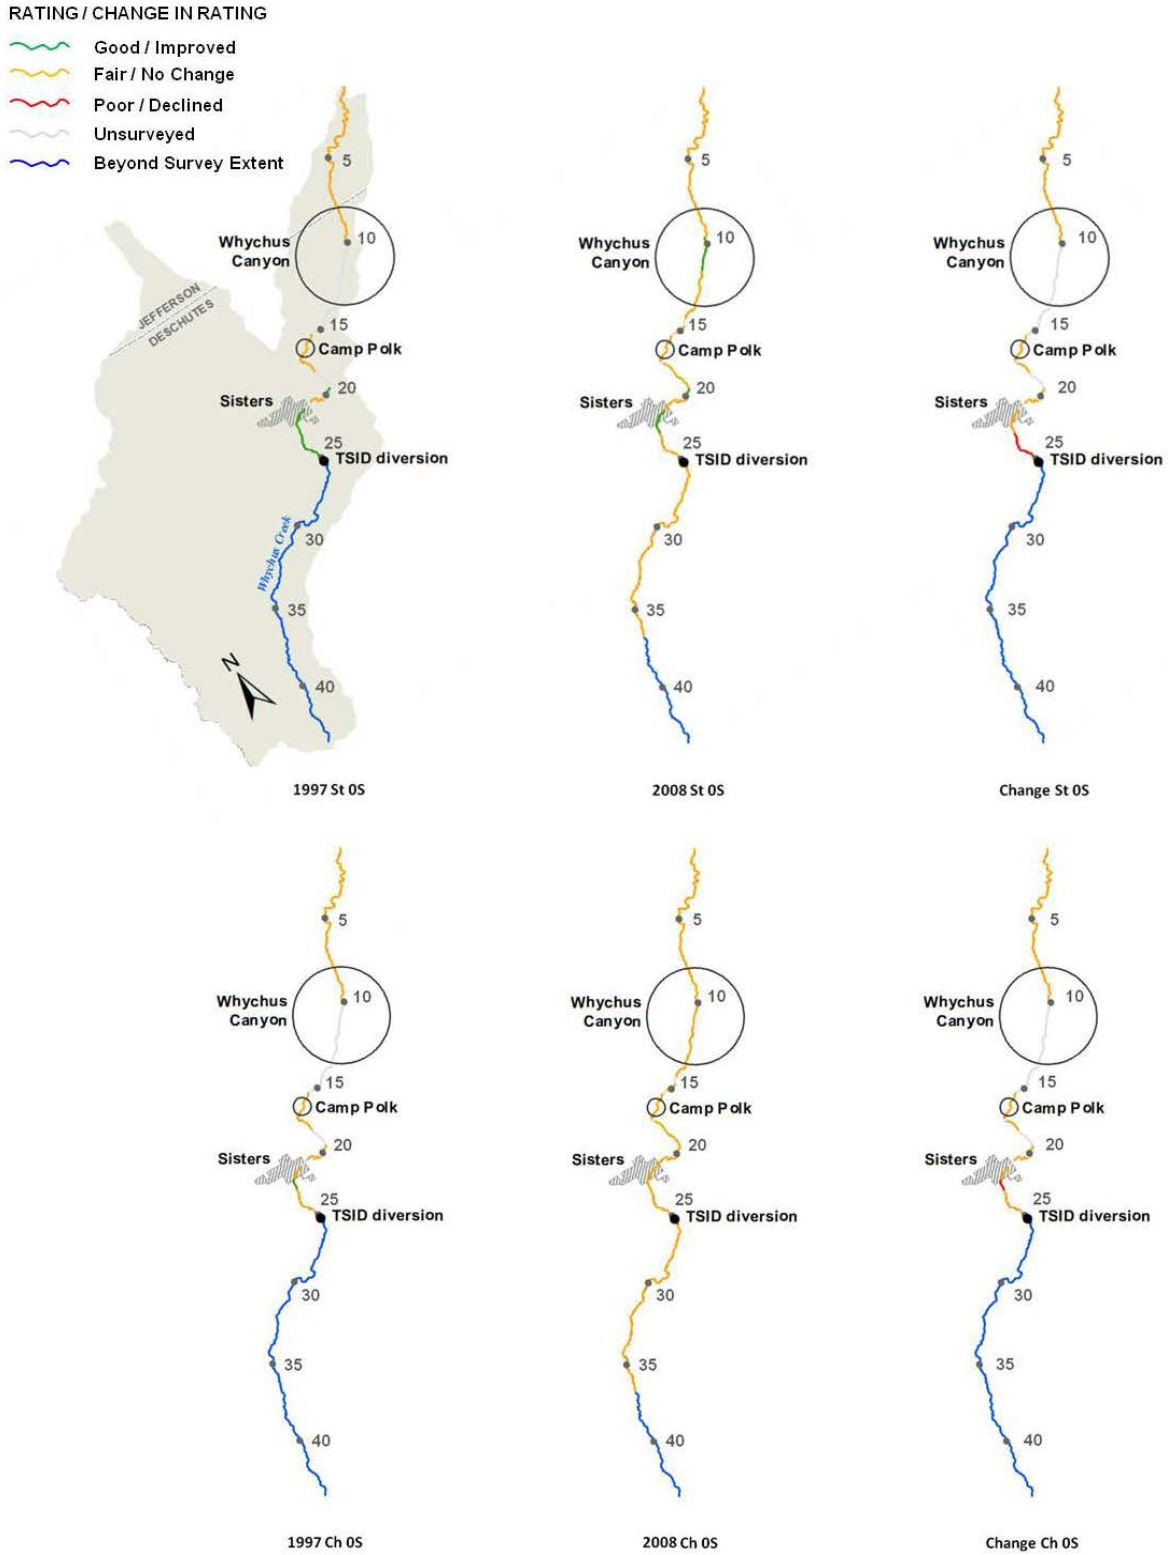 RATING / CHANGE IN RATING
Good / Improved
Fair / No Change
Poor / Declined
Unsurveyed
Beyond Survey Extent
5
10
Whychus
Canyon
JEFFERSON
DESCHUTES
15
Camp Polk
20
Sisters
25
TSID diversion
Whychus Creek
30
35
N
40
1997 St 0S
5
10
Whychus
Canyon
15
Camp Polk
20
Sisters
25
TSID diversion
30
35
40
2008 St 0S
5
10
Whychus
Canyon
15
Camp Polk
20
Sisters
25
TSID diversion
30
35
40
Change St 0S
5
10
Whychus
Canyon
15
Camp Polk
20
Sisters
25
TSID diversion
30
35
40
1997 Ch 0S
5
10
Whychus
Canyon
15
Camp Polk
20
Sisters
25
TSID diversion
30
35
40
2008 Ch 0S
5
10
Whychus
Canyon
15
Camp Polk
20
Sisters
25
TSID diversion
30
35
40
Change Ch 0S